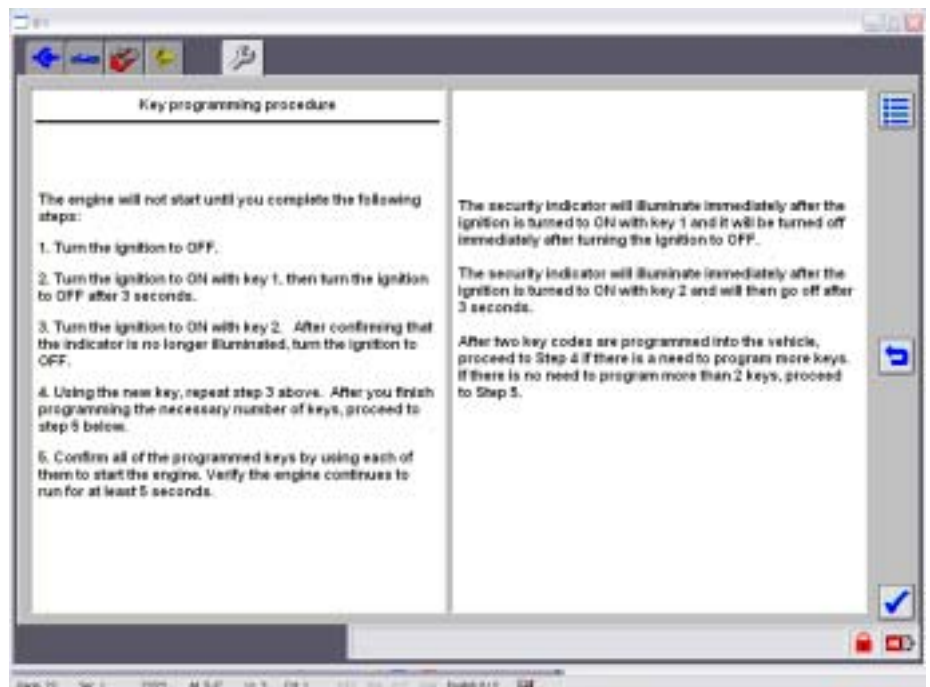 Key programming procedure
The engine will not start until you complete the following
steps:
1. Turn the ignition to OFF.
2. Turn the ignition to ON with key 1, then turn the ignition
to OFF after 3 seconds.
3. Turn the ignition to ON with key 2. After confirming that
the indicator is no longer illuminated, turn the ignition to
OFF.
4. Using the new key, repeat step 3 above. After you finish
programming the necessary number of keys, proceed to
step 5 below.
5. Confirm all of the programmed keys by using each of
them to start the engine. Verify the engine continues to
run for at least 5 seconds.
The security indicator will illuminate immediately after the
ignition is turned to ON with key 1 and it will be turned off
immediately after turning the ignition to OFF.
The security indicator will illuminate immediately after the
ignition is turned to ON with key 2 and will then go off after
3 seconds.
After two key codes are programmed into the vehicle,
proceed to Step 4 if there is a need to program more keys.
If there is no need to program more than 2 keys, proceed
to Step 5.